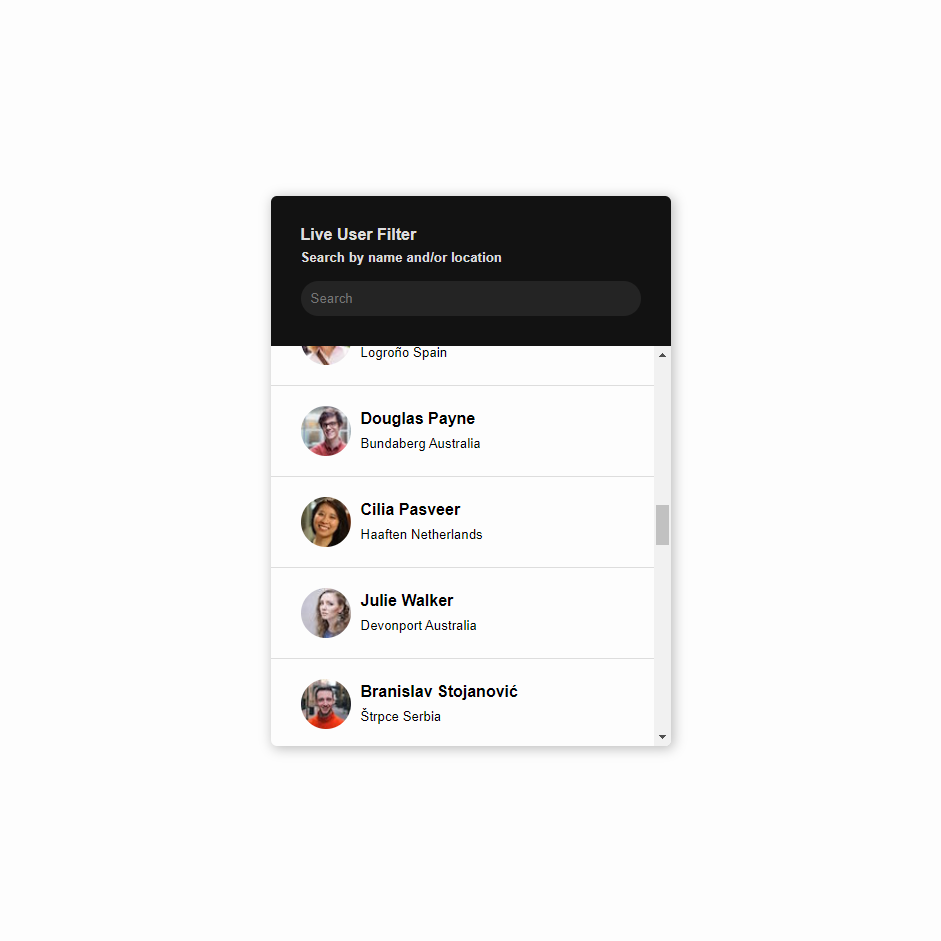 Live User Filter
Search by name and/or location
Search
Logroño Spain
Douglas Payne
Bundaberg Australia
Cilia Pasveer
Haaften Netherlands
Julie Walker
Devonport Australia
Branislav Stojanović
Štrpce Serbia